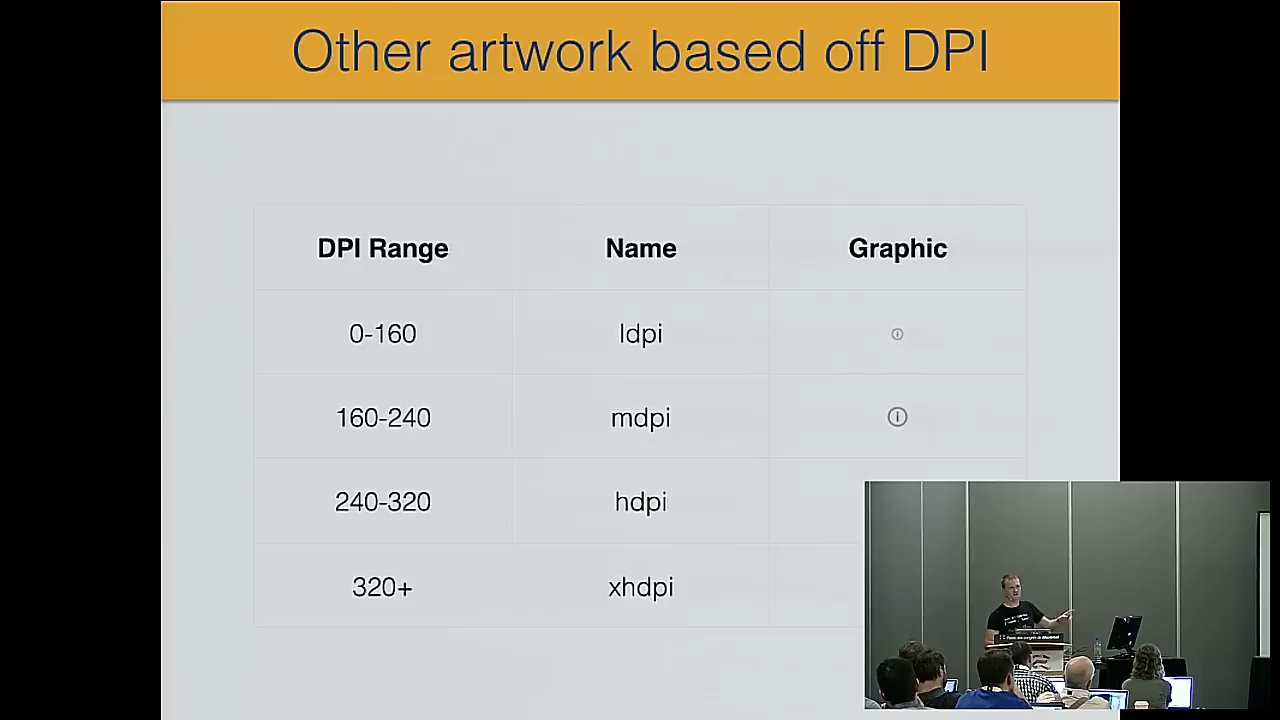 Other artwork based off DPI
DPI Range Name Graphic
0-160 ldpi
160-240 mdpi
240-320 hdpi
320+ xhdpi